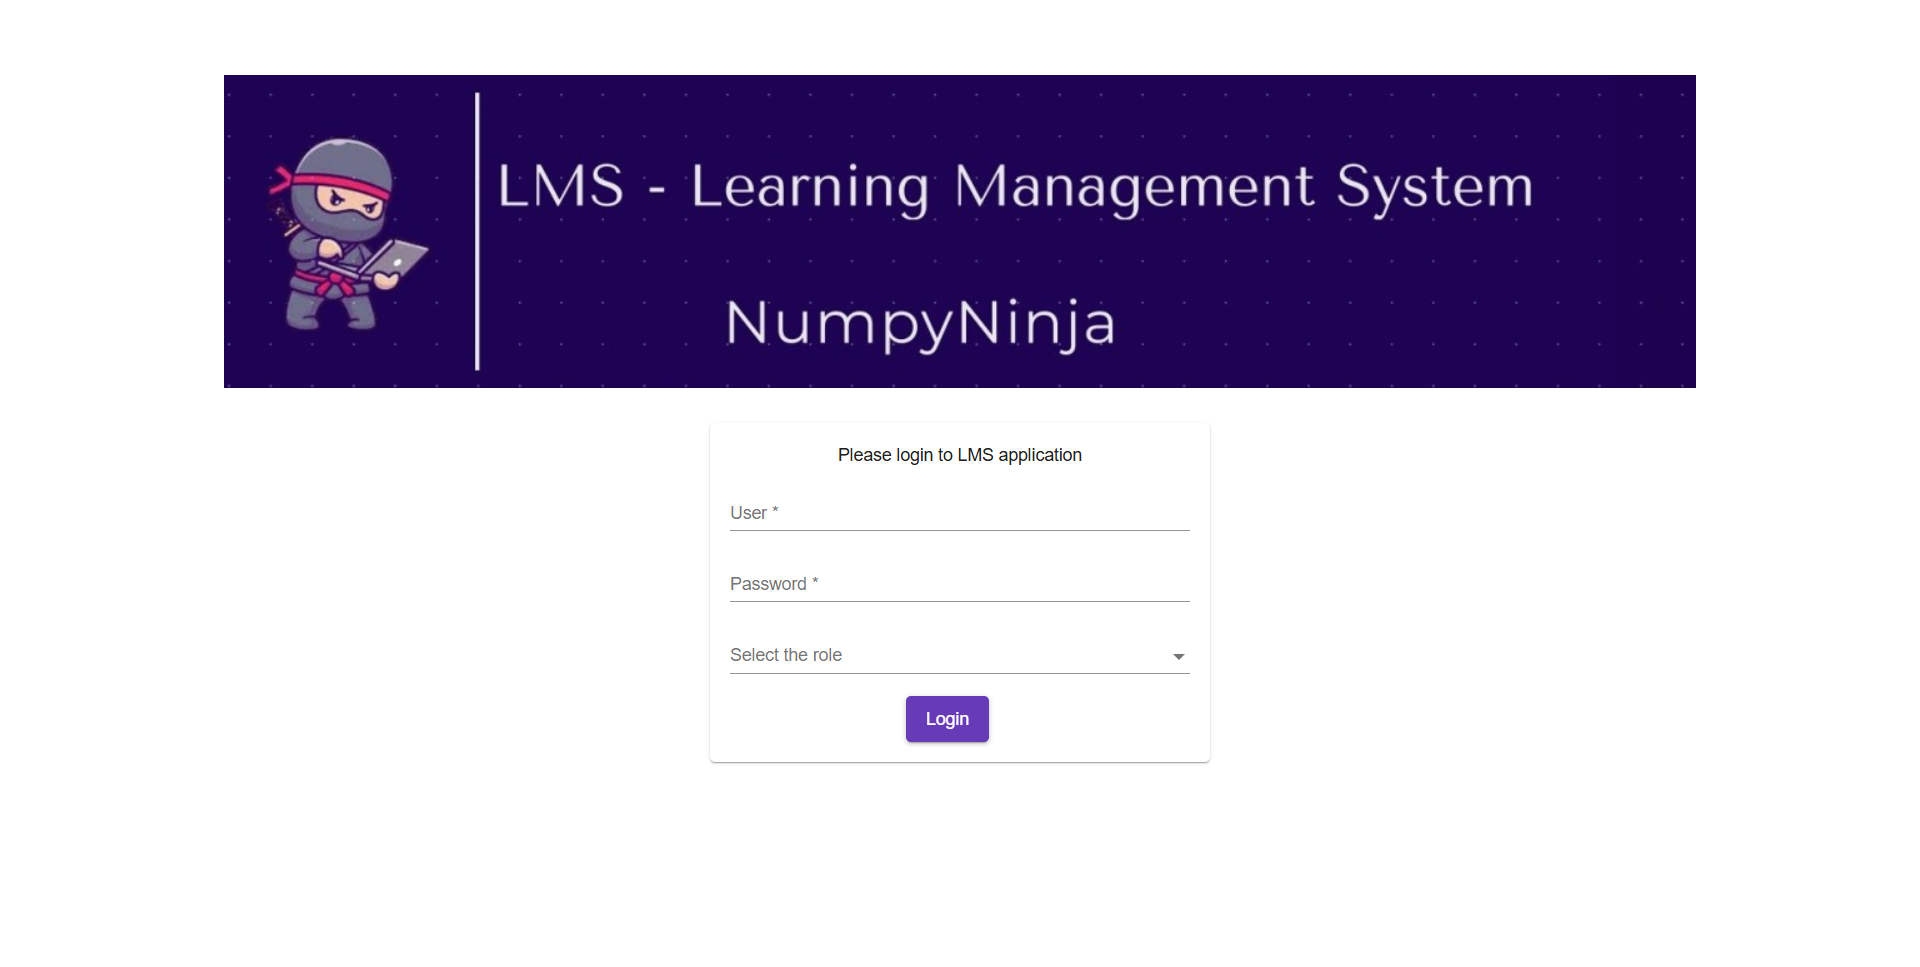 LMS - Learning Management System
NumpyNinja
Please login to LMS application
User *
Password *
Select the role
Login